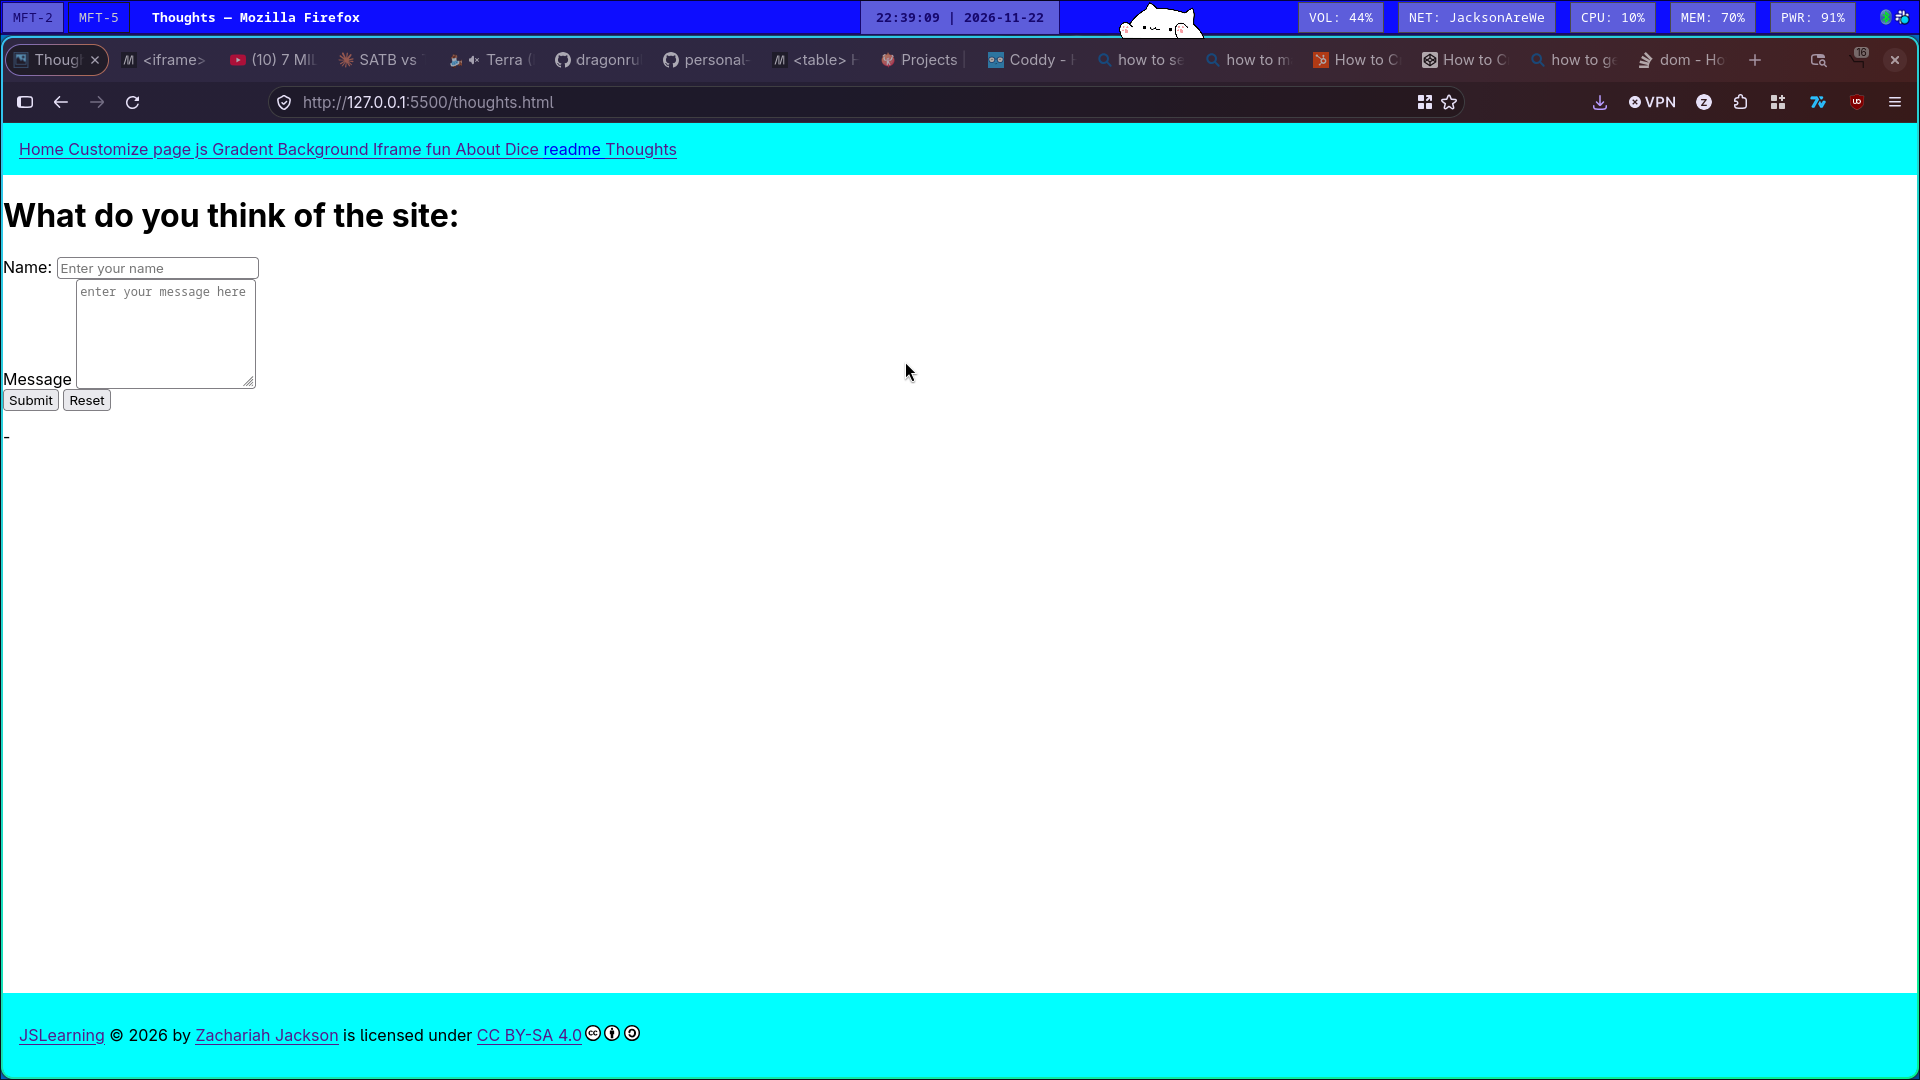 MFT-2 MFT-5 Thoughts — Mozilla Firefox 22:39:09 | 2026-11-22 VOL: 44% NET: JacksonAreWe CPU: 10% MEM: 70% PWR: 91%
Though <iframe> (10) 7 MIL SATB vs Terra ( dragonru personal- <table> H Projects | Coddy - H how to se how to m How to C How to C how to ge dom - Ho 16
http://127.0.0.1:5500/thoughts.html VPN Z UD
Home Customize page js Gradent Background Iframe fun About Dice readme Thoughts
What do you think of the site:
Name: Enter your name
enter your message here
Message
Submit Reset
-
JSLearning © 2026 by Zachariah Jackson is licensed under CC BY-SA 4.0